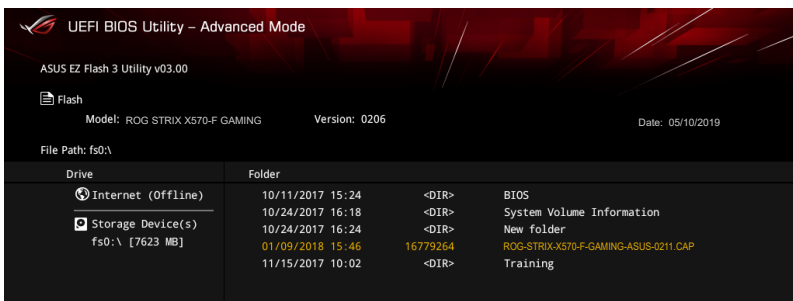 UEFI BIOS Utility – Advanced Mode
ASUS EZ Flash 3 Utility v03.00
Flash
Model: ROG STRIX X570-F GAMING Version: 0206 Date: 05/10/2019
File Path: fs0:\
Drive Folder
Internet (Offline) 10/11/2017 15:24 <DIR> BIOS
10/24/2017 16:18 <DIR> System Volume Information
Storage Device(s) 10/24/2017 16:24 <DIR> New folder
fs0:\ [7623 MB] 01/09/2018 15:46 16779264 ROG-STRIX-X570-F-GAMING-ASUS-0211.CAP
11/15/2017 10:02 <DIR> Training